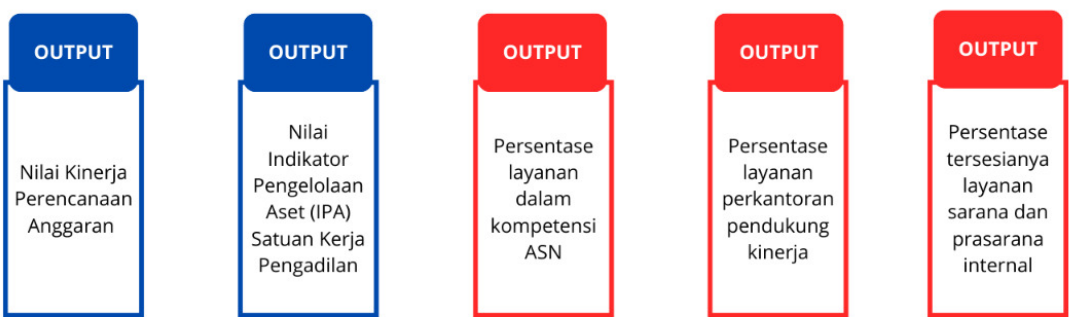 OUTPUT
Nilai Kinerja
Perencanaan
Anggaran
OUTPUT
Nilai
Indikator
Pengelolaan
Aset (IPA)
Satuan Kerja
Pengadilan
OUTPUT
Persentase
layanan
dalam
kompetensi
ASN
OUTPUT
Persentase
layanan
perkantoran
pendukung
kinerja
OUTPUT
Persentase
tersesianya
layanan
sarana dan
prasarana
internal